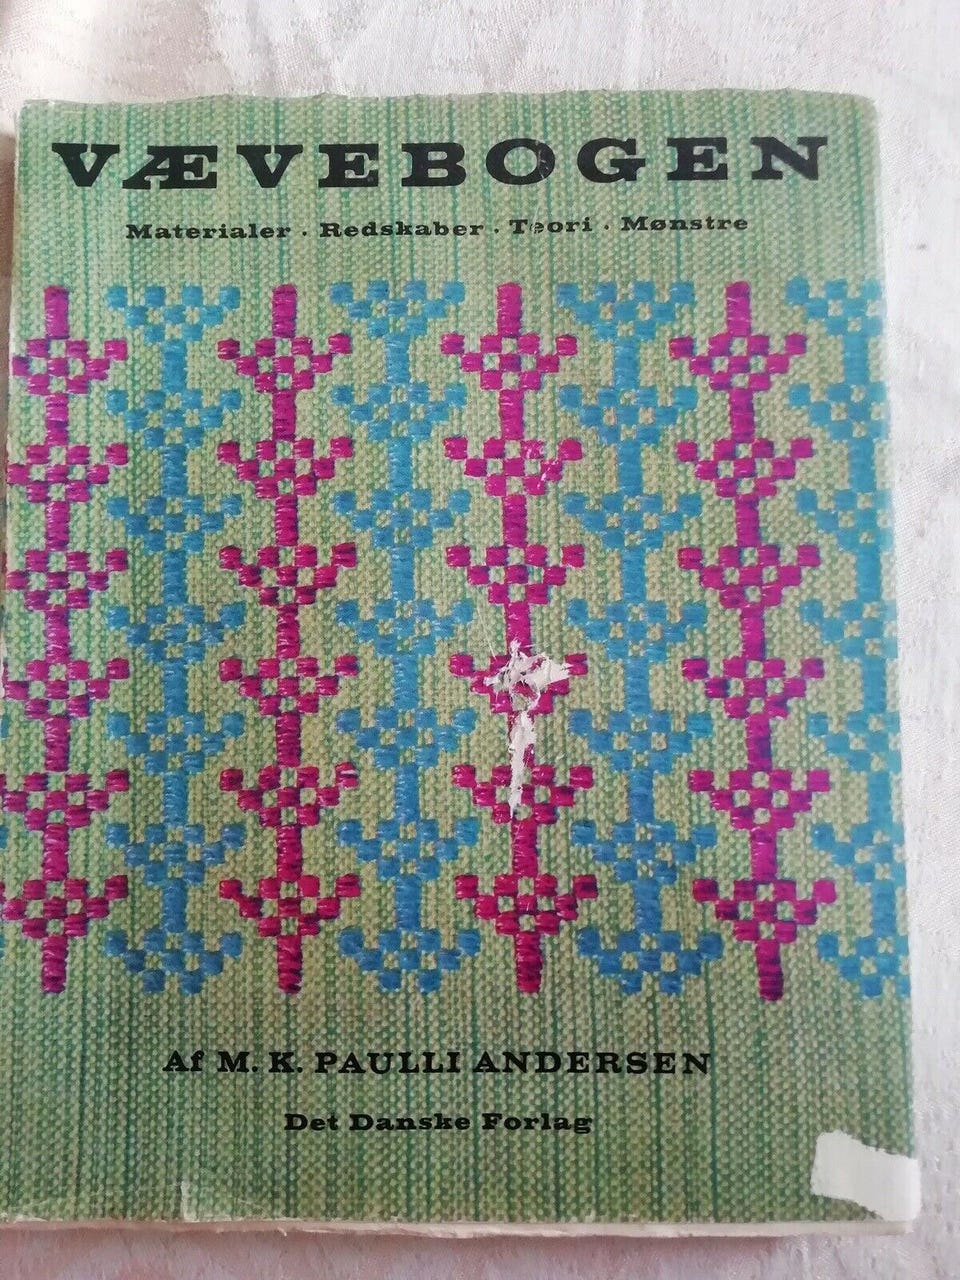 VÆVEBOGEN
Materialer · Redskaber · Teori · Mønstre
Af M. K. PAULLI ANDERSEN
Det Danske Forlag